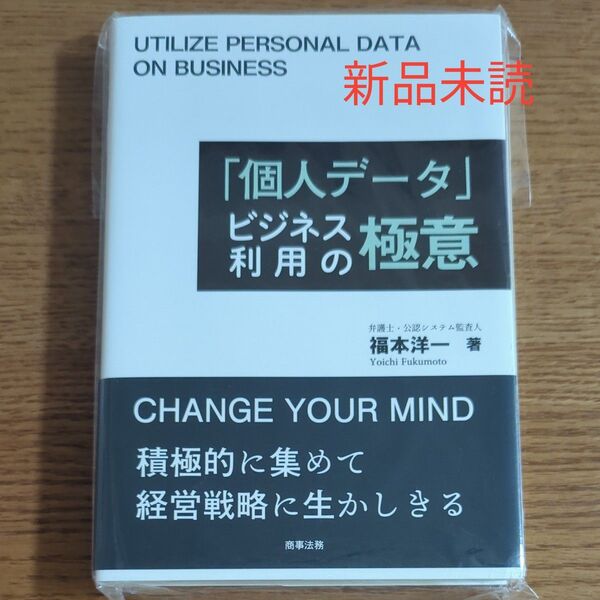 UTILIZE PERSONAL DATA
ON BUSINESS
新品未読
「個人データ」
ビジネス
利用の極意
弁護士・公認システム監査人
福本洋一 著
Yoichi Fukumoto
CHANGE YOUR MIND
積極的に集めて
経営戦略に生かしきる
商事法務